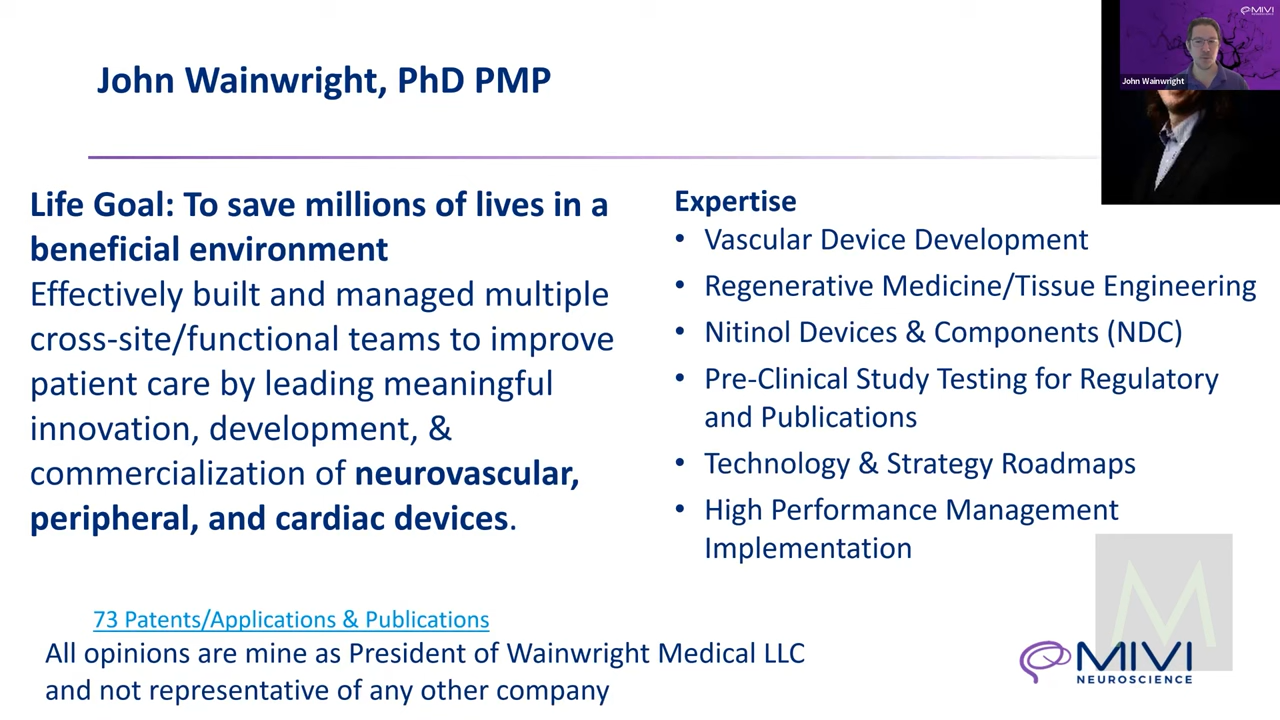 MIVI
NEUROSCIENCE
John Wainwright
John Wainwright, PhD PMP
Life Goal: To save millions of lives in a
beneficial environment
Effectively built and managed multiple
cross-site/functional teams to improve
patient care by leading meaningful
innovation, development, &
commercialization of neurovascular,
peripheral, and cardiac devices.
Expertise
• Vascular Device Development
• Regenerative Medicine/Tissue Engineering
• Nitinol Devices & Components (NDC)
• Pre-Clinical Study Testing for Regulatory
and Publications
• Technology & Strategy Roadmaps
• High Performance Management
Implementation
73 Patents/Applications & Publications
All opinions are mine as President of Wainwright Medical LLC
and not representative of any other company
M
MIVI
NEUROSCIENCE